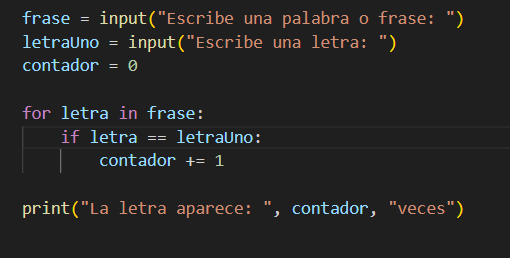 frase = input("Escribe una palabra o frase: ")
letraUno = input("Escribe una letra: ")
contador = 0

for letra in frase:
    if letra == letraUno:
        contador += 1

print("La letra aparece: ", contador, "veces")